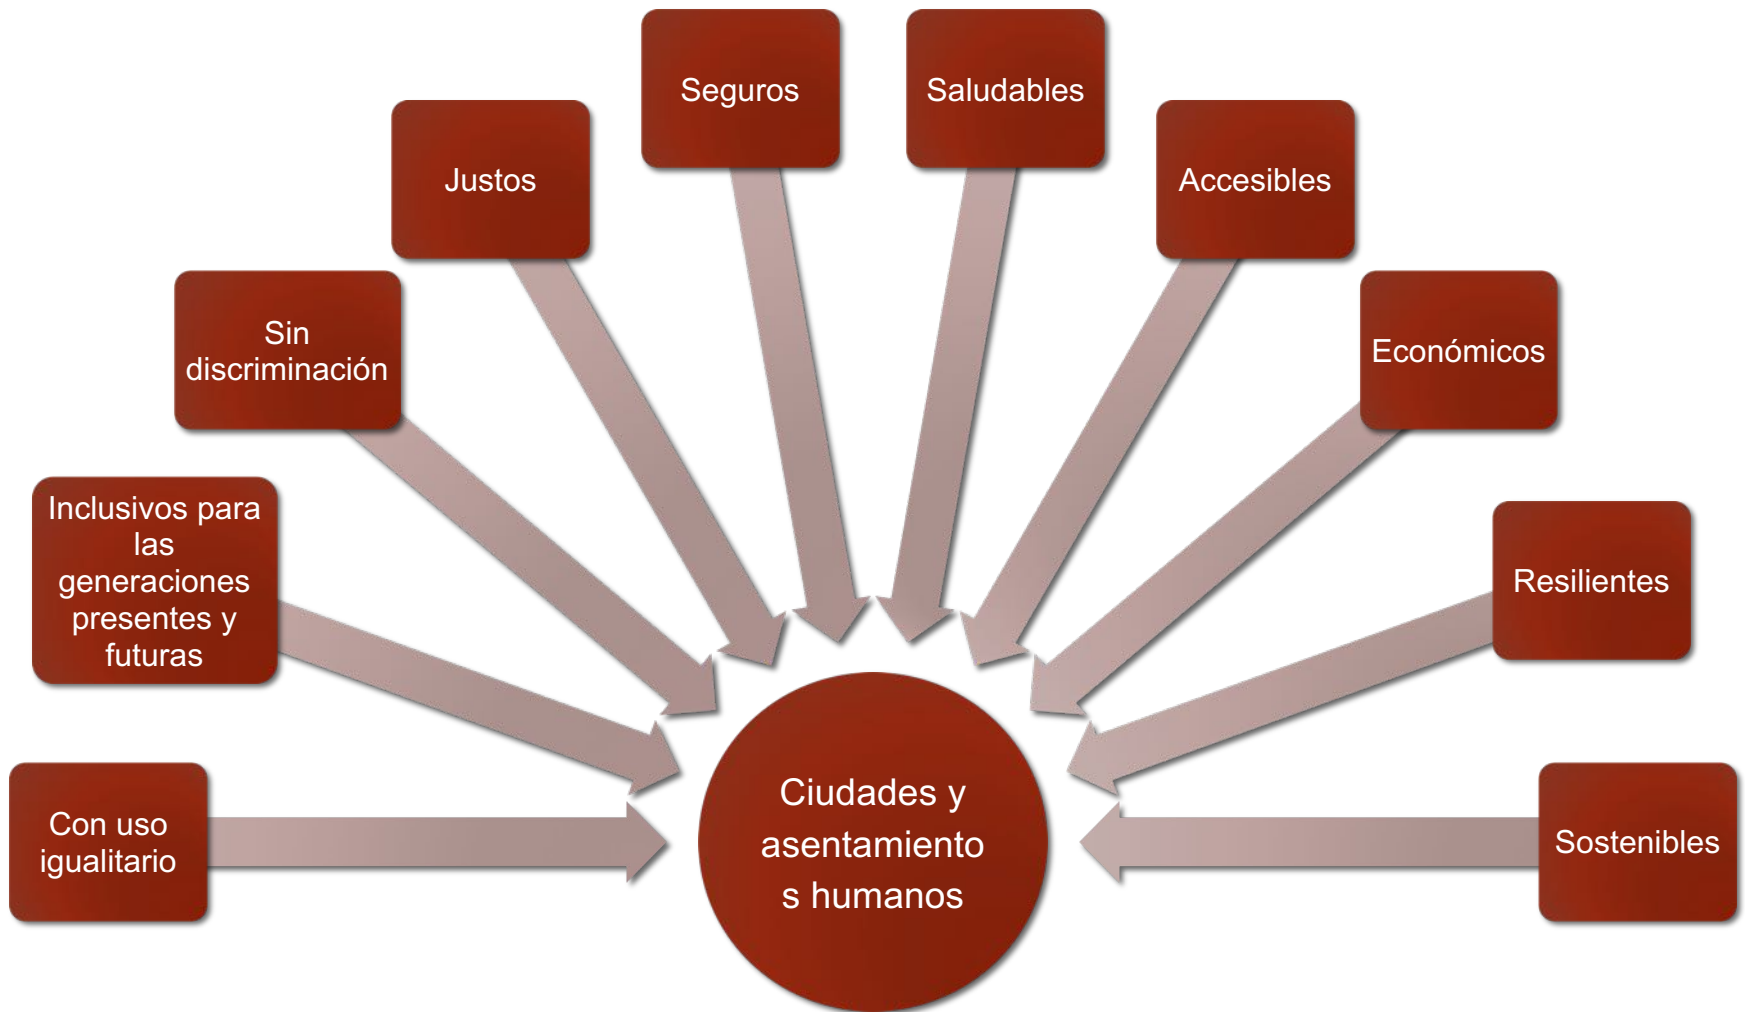 Seguros
Saludables
Justos
Accesibles
Sin
discriminación
Económicos
Inclusivos para
las
generaciones
presentes y
futuras
Resilientes
Con uso
igualitario
Ciudades y
asentamiento
s humanos
Sostenibles